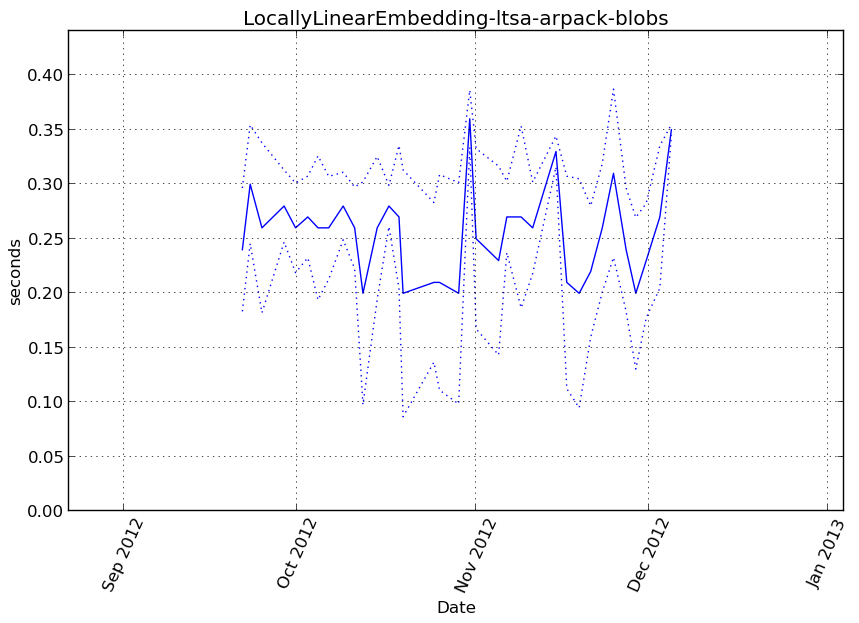 LocallyLinearEmbedding-ltsa-arpack-blobs
0.40
0.35
0.30
0.25
0.20
0.15
0.10
0.05
0.00
seconds
Sep 2012
Oct 2012
Nov 2012
Dec 2012
Jan 2013
Date